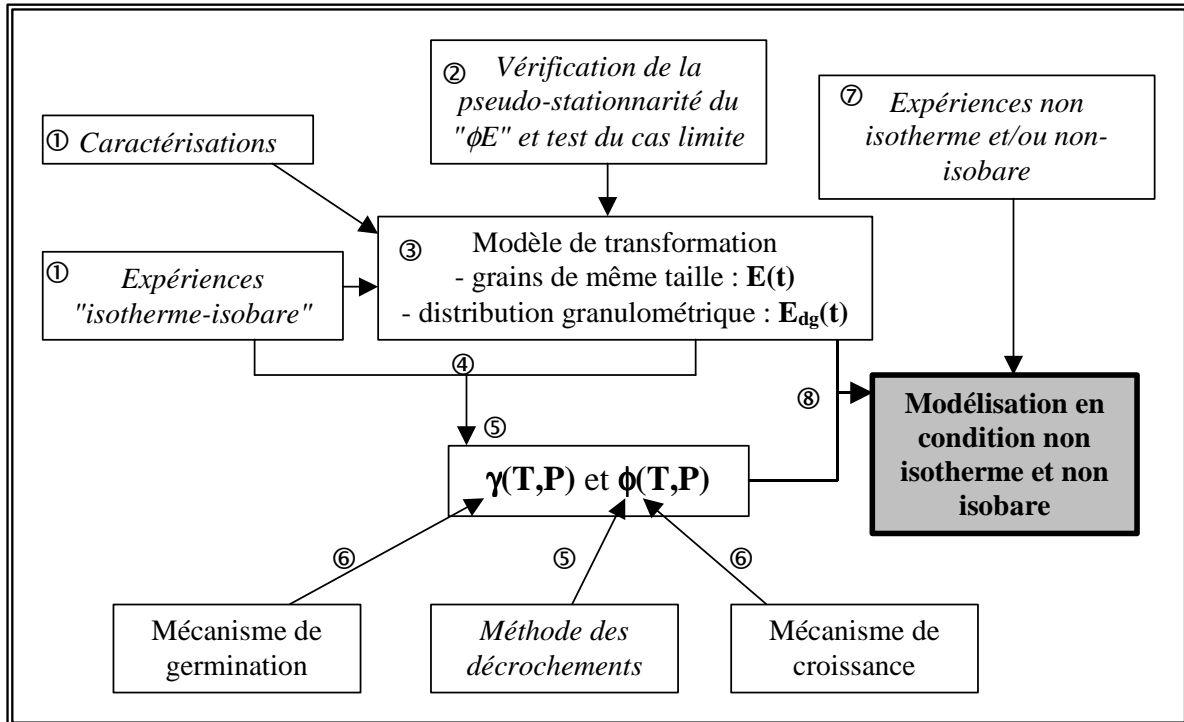 ② Vérification de la
pseudo-stationnarité du
"ϕE" et test du cas limite
⑦ Expériences non
isotherme et/ou non-
isobare
① Caractérisations
① Expériences
"isotherme-isobare"
③ Modèle de transformation
- grains de même taille : E(t)
- distribution granulométrique : Edg(t)
④
⑧
Modélisation en
condition non
isotherme et non
isobare
⑤
γ(T,P) et ϕ(T,P)
⑥
⑤
⑥
Mécanisme de
germination
Méthode des
décrochements
Mécanisme de
croissance